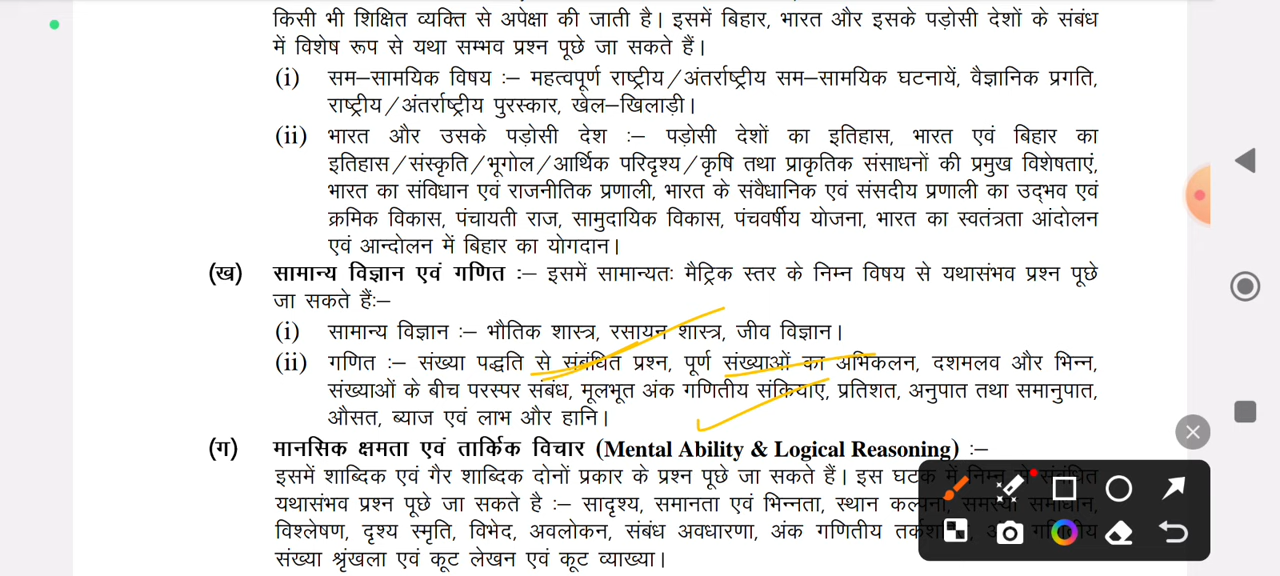 किसी भी शिक्षित व्यक्ति से अपेक्षा की जाती है। इसमें बिहार, भारत और इसके पड़ोसी देशों के संबंध
में विशेष रूप से यथा सम्भव प्रश्न पूछे जा सकते हैं।
(i) सम–सामयिक विषय :– महत्वपूर्ण राष्ट्रीय/अंतर्राष्ट्रीय सम–सामयिक घटनायें, वैज्ञानिक प्रगति,
राष्ट्रीय/अंतर्राष्ट्रीय पुरस्कार, खेल–खिलाड़ी।
(ii) भारत और उसके पड़ोसी देश :– पड़ोसी देशों का इतिहास, भारत एवं बिहार का
इतिहास/संस्कृति/भूगोल/आर्थिक परिदृश्य/कृषि तथा प्राकृतिक संसाधनों की प्रमुख विशेषताएं,
भारत का संविधान एवं राजनीतिक प्रणाली, भारत के संवैधानिक एवं संसदीय प्रणाली का उद्भव एवं
क्रमिक विकास, पंचायती राज, सामुदायिक विकास, पंचवर्षीय योजना, भारत का स्वतंत्रता आंदोलन
एवं आन्दोलन में बिहार का योगदान।
(ख) सामान्य विज्ञान एवं गणित :– इसमें सामान्यतः मैट्रिक स्तर के निम्न विषय से यथासंभव प्रश्न पूछे
जा सकते हैंः–
(i) सामान्य विज्ञान :– भौतिक शास्त्र, रसायन शास्त्र, जीव विज्ञान।
(ii) गणित :– संख्या पद्धति से संबंधित प्रश्न, पूर्ण संख्याओं का अभिकलन, दशमलव और भिन्न,
संख्याओं के बीच परस्पर संबंध, मूलभूत अंक गणितीय संक्रियाएं, प्रतिशत, अनुपात तथा समानुपात,
औसत, ब्याज एवं लाभ और हानि।
(ग) मानसिक क्षमता एवं तार्किक विचार (Mental Ability & Logical Reasoning) :–
इसमें शाब्दिक एवं गैर शाब्दिक दोनों प्रकार के प्रश्न पूछे जा सकते हैं। इस घटक में निम्न से संबंधित
यथासंभव प्रश्न पूछे जा सकते है :– सादृश्य, समानता एवं भिन्नता, स्थान कल्पना, समस्या समाधान,
विश्लेषण, दृश्य स्मृति, विभेद, अवलोकन, संबंध अवधारणा, अंक गणितीय गणितीय
संख्या श्रृंखला एवं कूट लेखन एवं कूट व्याख्या।